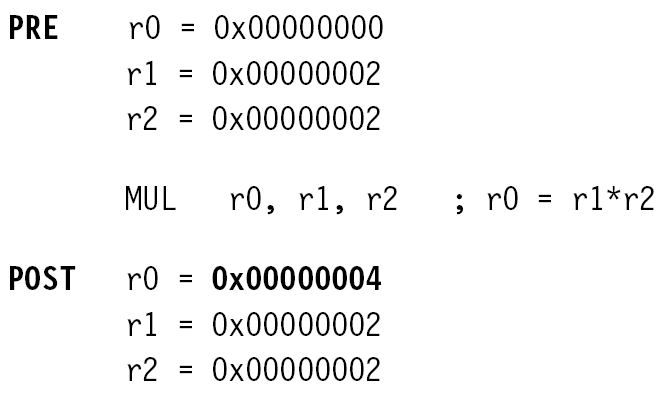 PRE r0 = 0x00000000
r1 = 0x00000002
r2 = 0x00000002
MUL r0, r1, r2 ; r0 = r1*r2
POST r0 = 0x00000004
r1 = 0x00000002
r2 = 0x00000002